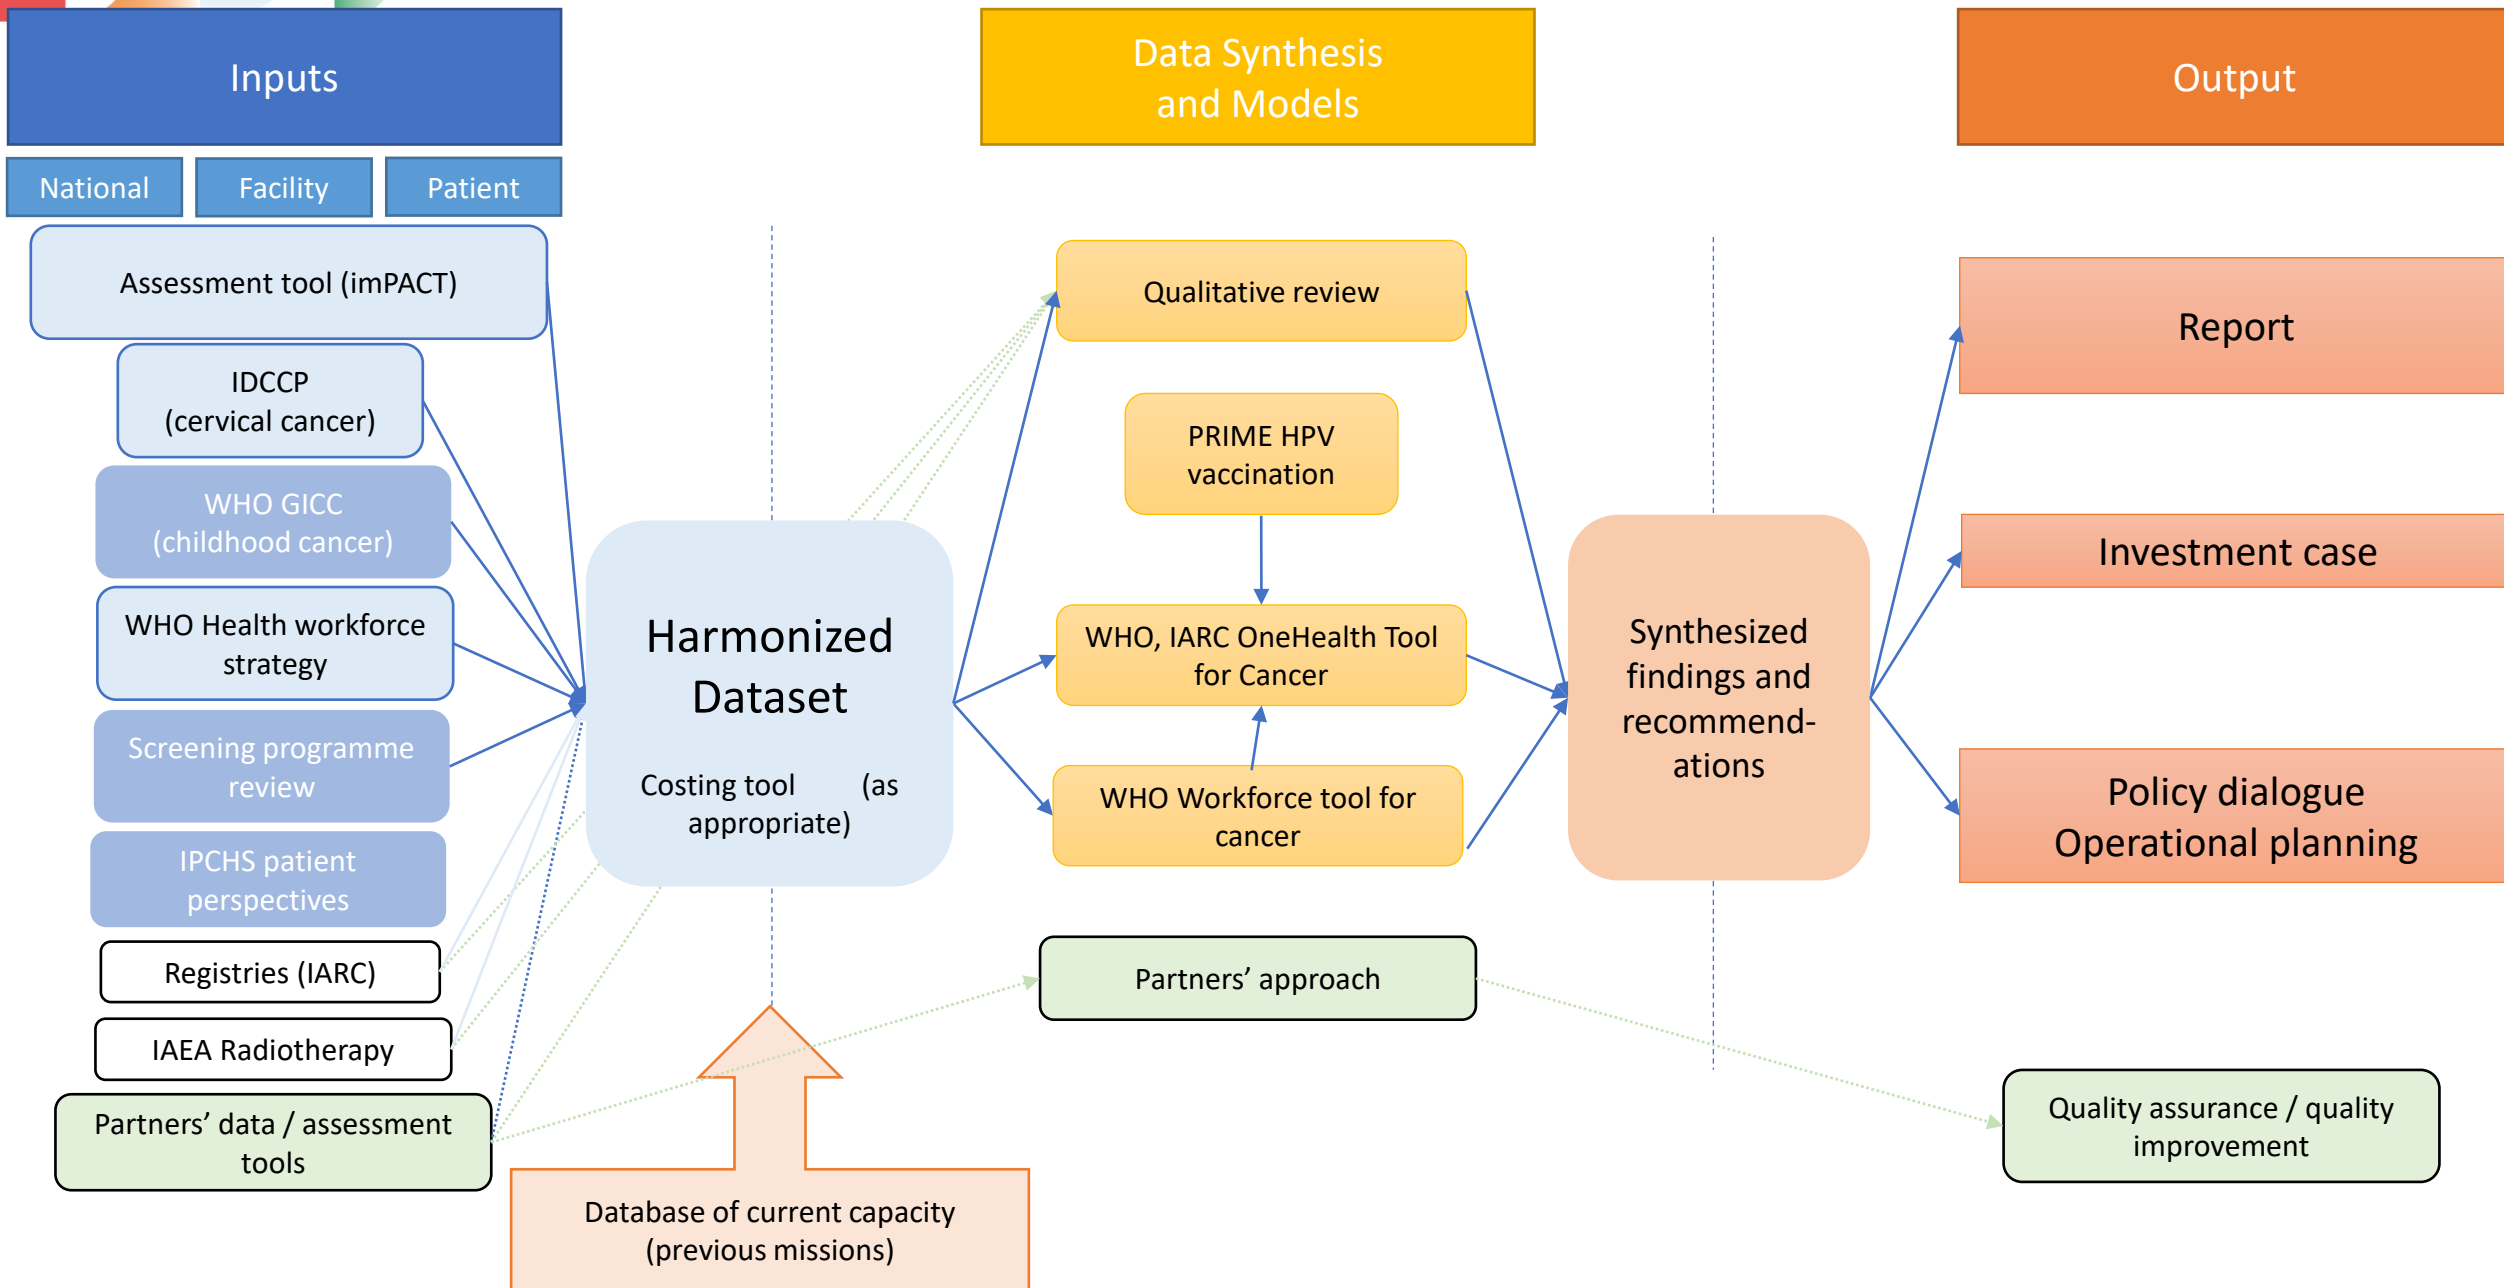 Inputs
Data Synthesis
and Models
Output
National
Facility
Patient
Assessment tool (imPACT)
IDCCP
(cervical cancer)
WHO GICC
(childhood cancer)
WHO Health workforce
strategy
Screening programme
review
IPCHS patient
perspectives
Registries (IARC)
IAEA Radiotherapy
Partners’ data / assessment
tools
Harmonized
Dataset
Costing tool (as
appropriate)
Database of current capacity
(previous missions)
Qualitative review
PRIME HPV
vaccination
WHO, IARC OneHealth Tool
for Cancer
WHO Workforce tool for
cancer
Partners’ approach
Synthesized
findings and
recommend-
ations
Report
Investment case
Policy dialogue
Operational planning
Quality assurance / quality
improvement